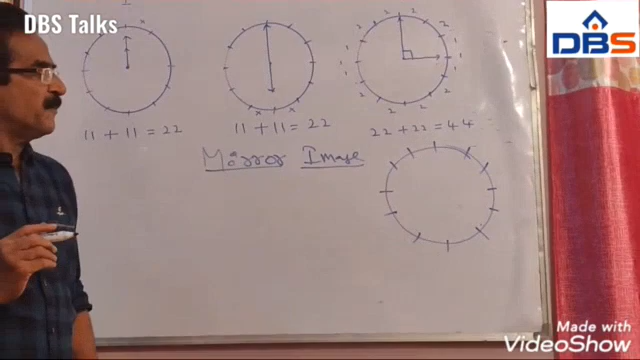 DBS Talks
DBS
11 + 11 = 22
11 + 11 = 22
22 + 22 = 44
Mirror Image
Made with
VideoShow